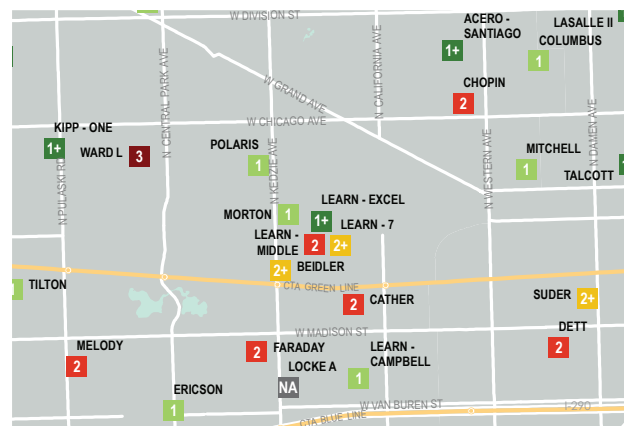 W DIVISION ST
ACERO -
SANTIAGO
LASALLE II
COLUMBUS
1+
1
N CENTRAL PARK AVE
N CALIFORNIA AVE
W GRAND AVE
CHOPIN
2
W CHICAGO AVE
KIPP - ONE
1+
WARD L
3
POLARIS
1
N KEDZIE AVE
N PULASKI RD
N WESTERN AVE
N DAMEN AVE
MITCHELL
1
TALCOTT
1
LEARN - EXCEL
1+
MORTON
1
LEARN - 7
2+
LEARN -
MIDDLE
2
BEIDLER
2+
CTA GREEN LINE
TILTON
CATHER
2
SUDER
2+
W MADISON ST
DETT
2
MELODY
2
FARADAY
2
LOCKE A
NA
LEARN -
CAMPBELL
1
ERICSON
1
W VAN BUREN ST
I-290
CTA BLUE LINE